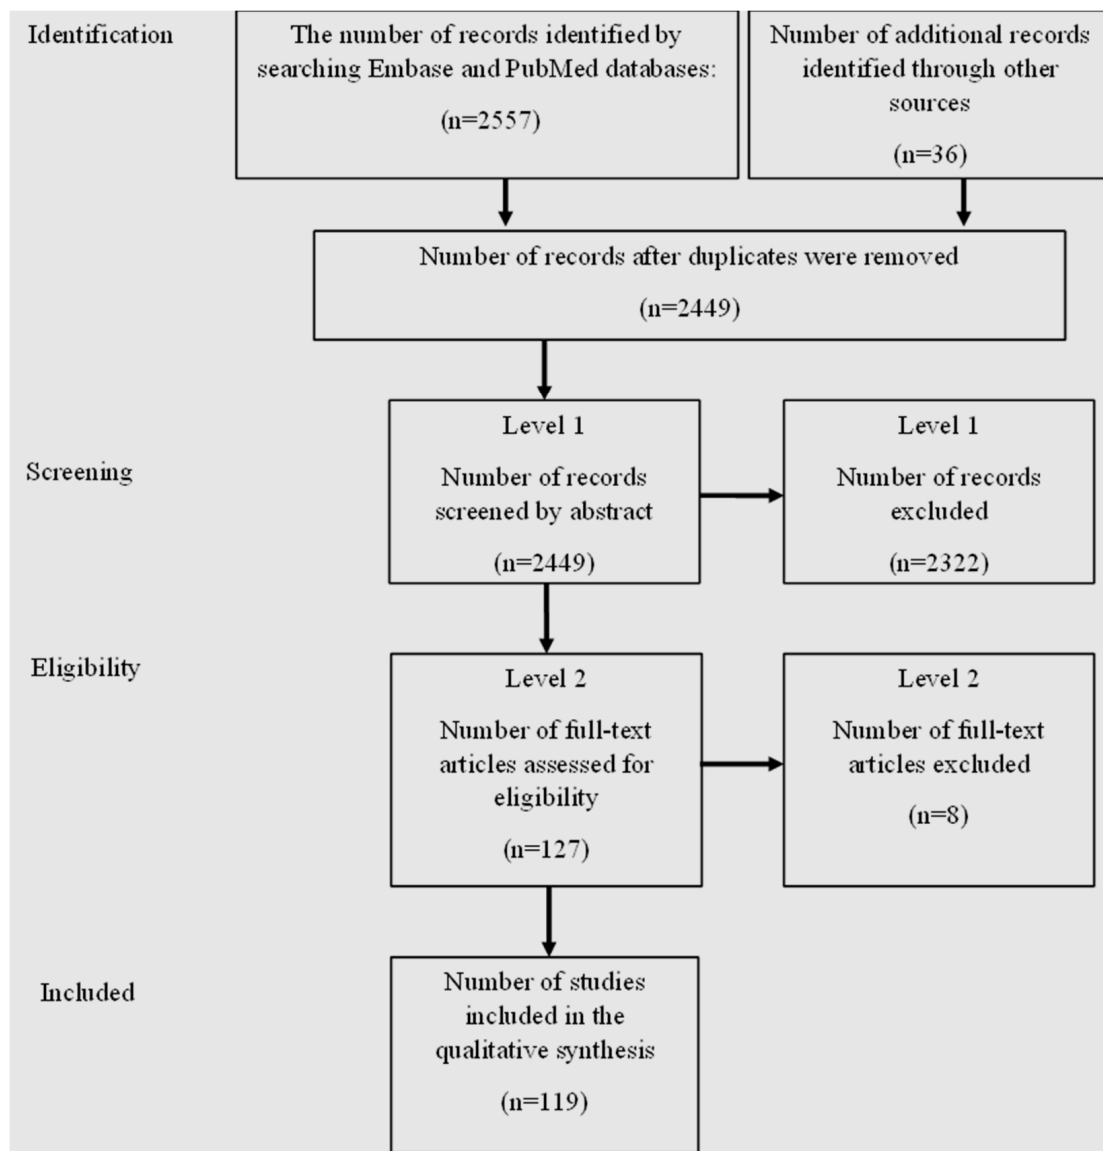 Identification
The number of records identified by
searching Embase and PubMed databases:
(n=2557)
Number of additional records
identified through other
sources
(n=36)
Number of records after duplicates were removed
(n=2449)
Screening
Level 1
Number of records
screened by abstract
(n=2449)
Level 1
Number of records
excluded
(n=2322)
Eligibility
Level 2
Number of full-text
articles assessed for
eligibility
(n=127)
Level 2
Number of full-text
articles excluded
(n=8)
Included
Number of studies
included in the
qualitative synthesis
(n=119)